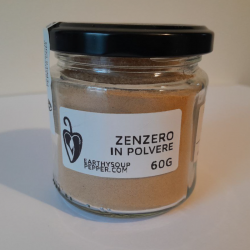 ZENZERO
IN POLVERE
EARTHYSOUP
PEPPER.COM
60G